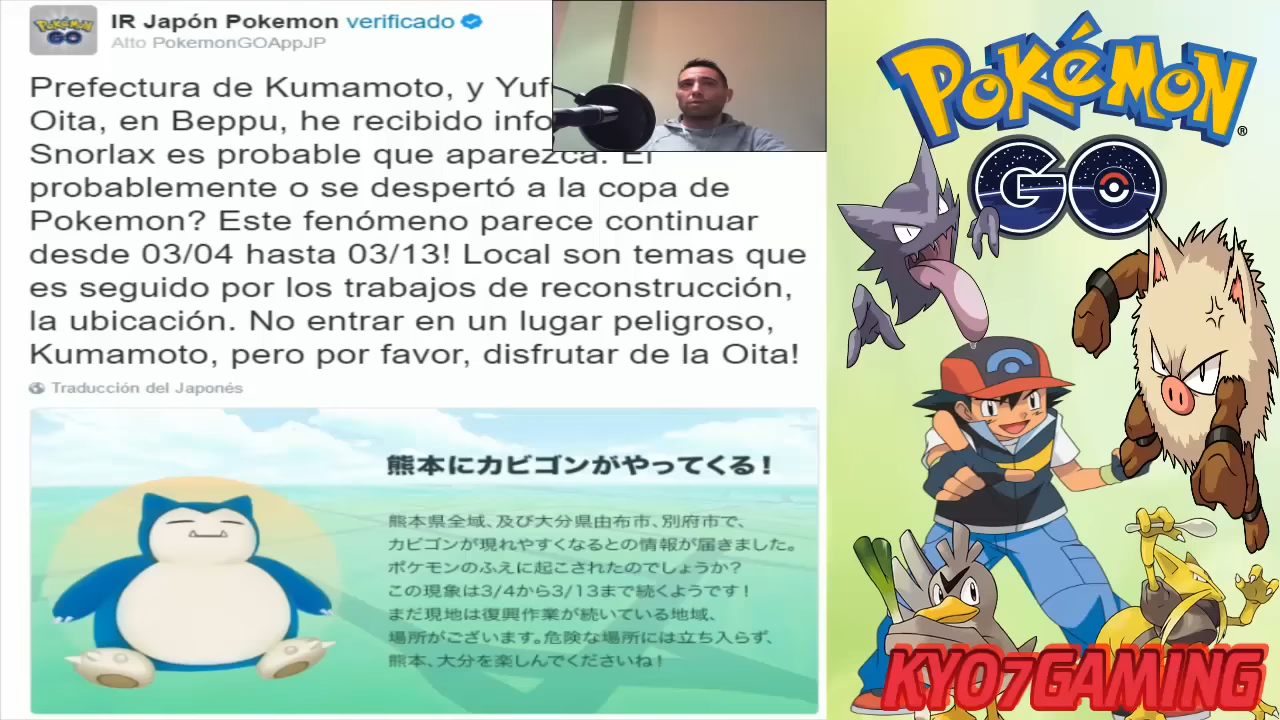 IR Japón Pokemon verificado
Alto PokemonGOAppJP
Prefectura de Kumamoto, y Yuf
Oita, en Beppu, he recibido info
Snorlax es probable que aparezca. El
probablemente o se despertó a la copa de
Pokemon? Este fenómeno parece continuar
desde 03/04 hasta 03/13! Local son temas que
es seguido por los trabajos de reconstrucción,
la ubicación. No entrar en un lugar peligroso,
Kumamoto, pero por favor, disfrutar de la Oita!
Traducción del Japonés
熊本にカビゴンがやってくる!
熊本県全域、及び大分県由布市、別府市で、
カビゴンが現れやすくなるとの情報が届きました。
ポケモンのふえに起こされたのでしょうか?
この現象は3/4から3/13まで続くようです!
まだ現地は復興作業が続いている地域、
場所がございます。危険な場所には立ち入らず、
熊本、大分を楽しんでくださいね!
POKéMON
GO
KYO7GAMING